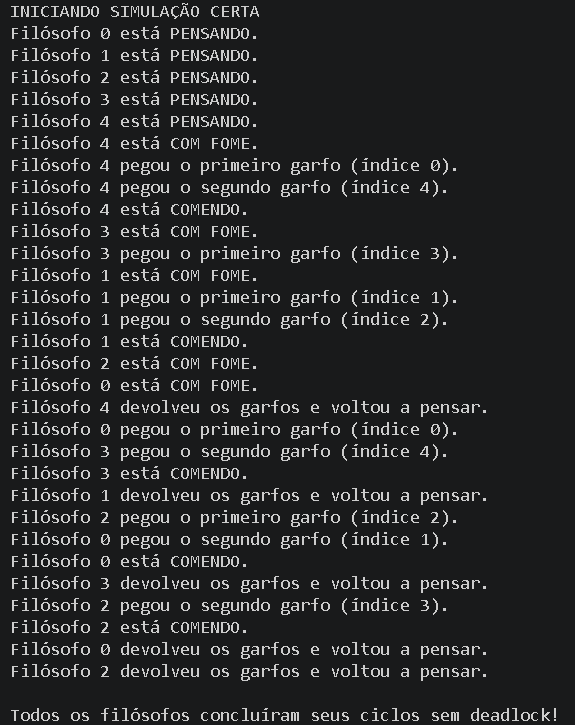 INICIANDO SIMULAÇÃO CERTA
Filósofo 0 está PENSANDO.
Filósofo 1 está PENSANDO.
Filósofo 2 está PENSANDO.
Filósofo 3 está PENSANDO.
Filósofo 4 está PENSANDO.
Filósofo 4 está COM FOME.
Filósofo 4 pegou o primeiro garfo (índice 0).
Filósofo 4 pegou o segundo garfo (índice 4).
Filósofo 4 está COMENDO.
Filósofo 3 está COM FOME.
Filósofo 3 pegou o primeiro garfo (índice 3).
Filósofo 1 está COM FOME.
Filósofo 1 pegou o primeiro garfo (índice 1).
Filósofo 1 pegou o segundo garfo (índice 2).
Filósofo 1 está COMENDO.
Filósofo 2 está COM FOME.
Filósofo 0 está COM FOME.
Filósofo 4 devolveu os garfos e voltou a pensar.
Filósofo 0 pegou o primeiro garfo (índice 0).
Filósofo 3 pegou o segundo garfo (índice 4).
Filósofo 3 está COMENDO.
Filósofo 1 devolveu os garfos e voltou a pensar.
Filósofo 2 pegou o primeiro garfo (índice 2).
Filósofo 0 pegou o segundo garfo (índice 1).
Filósofo 0 está COMENDO.
Filósofo 3 devolveu os garfos e voltou a pensar.
Filósofo 2 pegou o segundo garfo (índice 3).
Filósofo 2 está COMENDO.
Filósofo 0 devolveu os garfos e voltou a pensar.
Filósofo 2 devolveu os garfos e voltou a pensar.
Todos os filósofos concluíram seus ciclos sem deadlock!